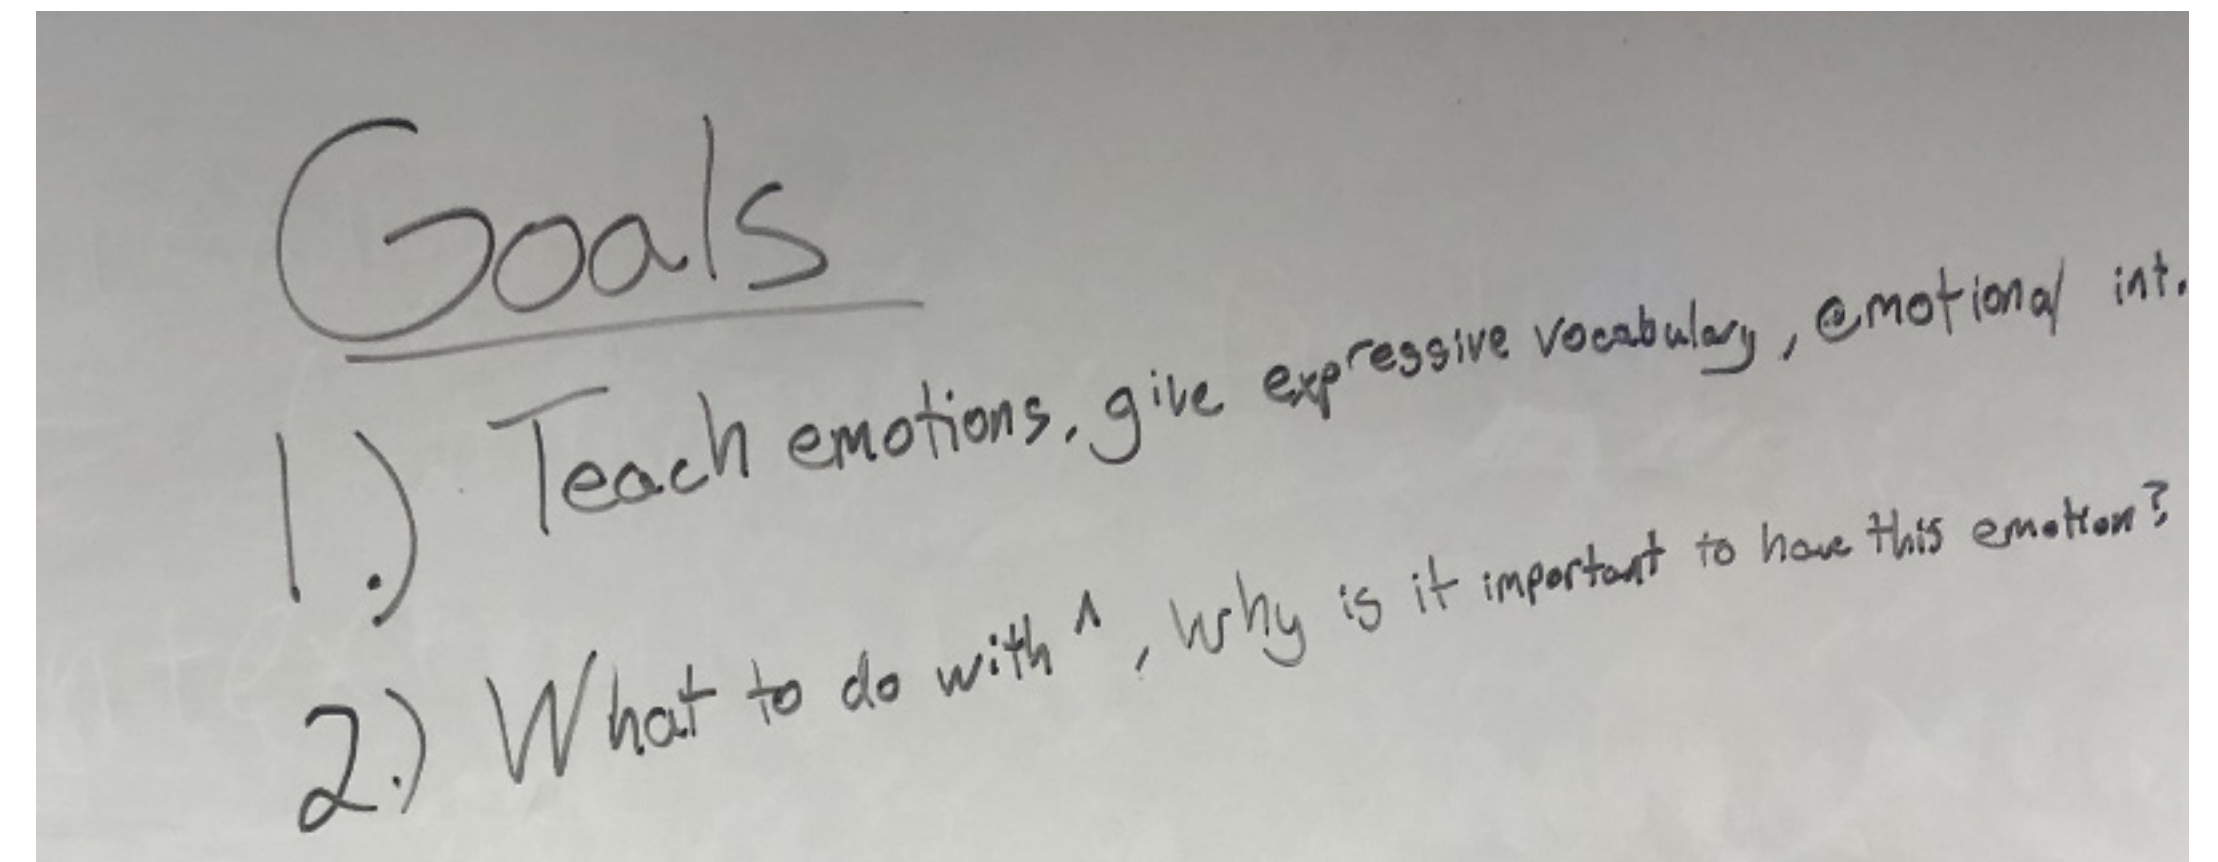 Goals
1.) Teach emotions, give expressive vocabulary, emotional int.
2.) What to do with ^, Why is it important to have this emotion?